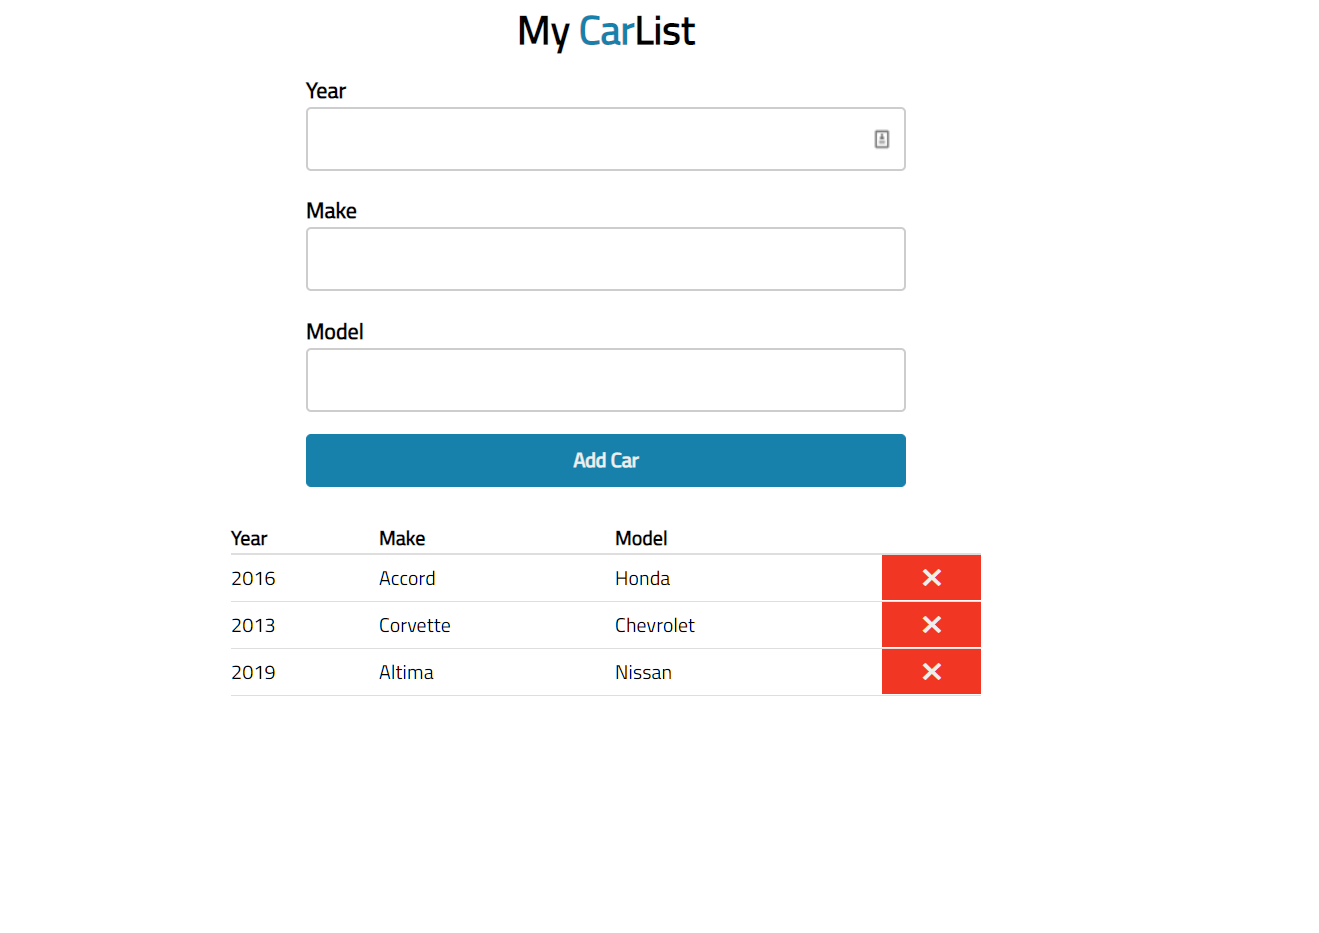 My CarList
Year
Make
Model
Add Car
Year Make Model
2016 Accord Honda
2013 Corvette Chevrolet
2019 Altima Nissan